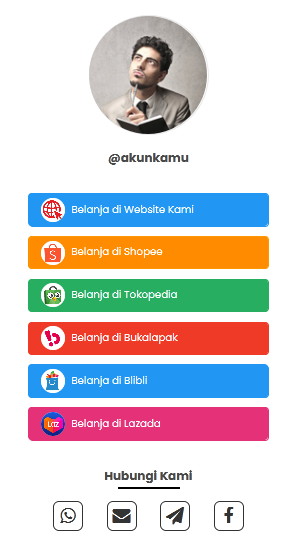 @akunkamu
Belanja di Website Kami
Belanja di Shopee
Belanja di Tokopedia
Belanja di Bukalapak
Belanja di Blibli
Laz
Belanja di Lazada
Hubungi Kami